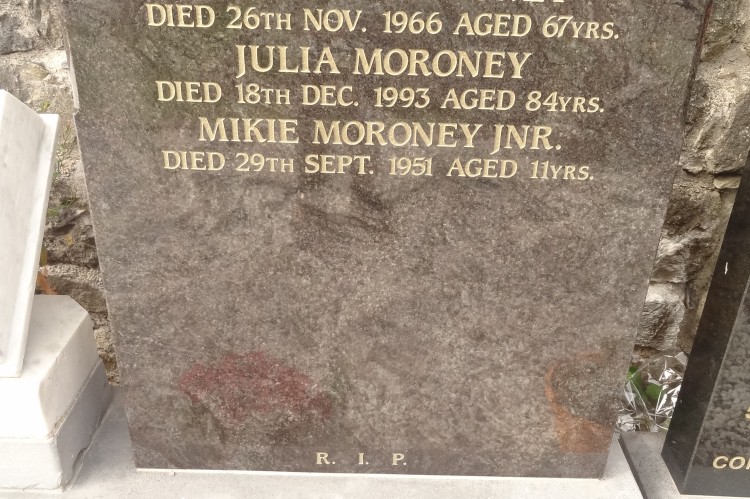 DIED 26TH NOV. 1966 AGED 67YRS.
JULIA MORONEY
DIED 18TH DEC. 1993 AGED 84YRS.
MIKIE MORONEY JNR.
DIED 29TH SEPT. 1951 AGED 11YRS.
R. I. P.